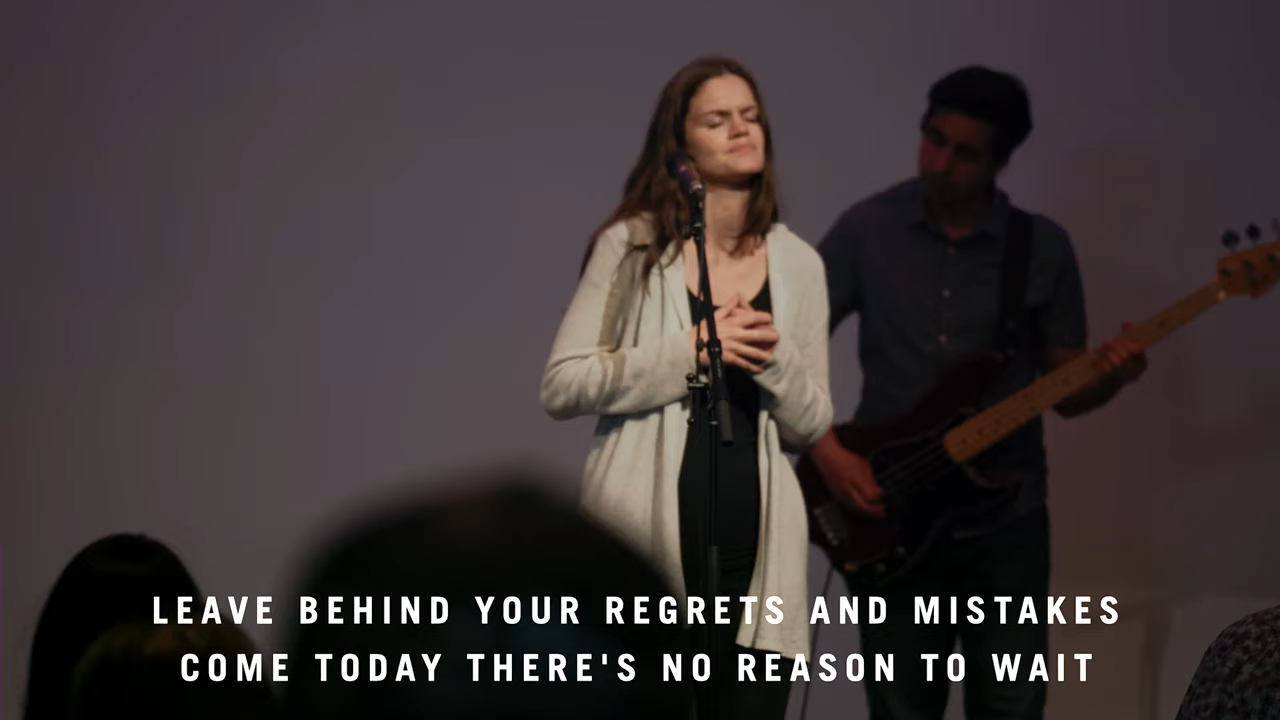 LEAVE BEHIND YOUR REGRETS AND MISTAKES
COME TODAY THERE'S NO REASON TO WAIT